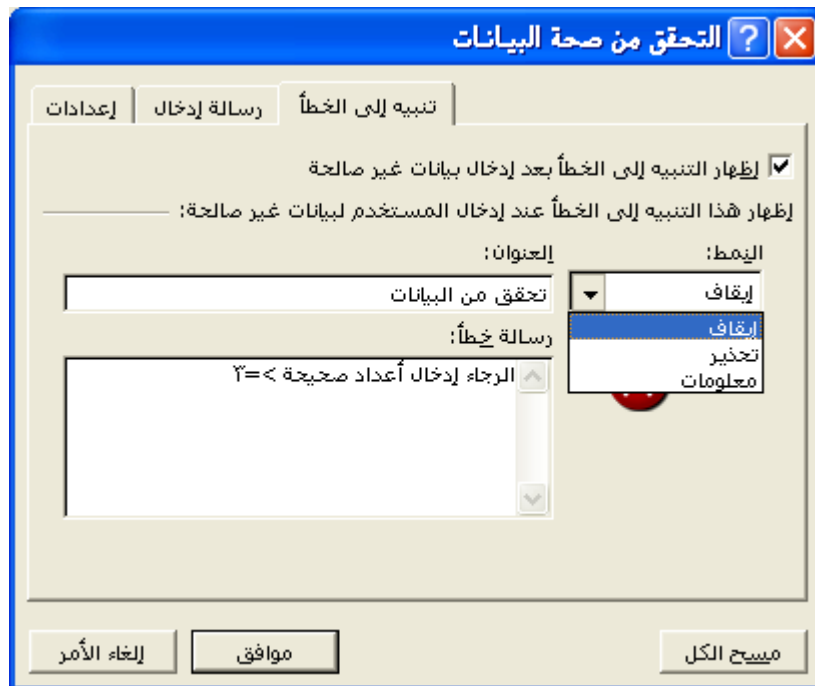 التحقق من صحة البيانات
تنبيه إلى الخطأ
رسالة إدخال
إعدادات
إظهار التنبيه إلى الخطأ بعد إدخال بيانات غير صالحة
إظهار هذا التنبيه إلى الخطأ عند إدخال المستخدم لبيانات غير صالحة:
النمط:
العنوان:
إيقاف
تحقق من البيانات
إيقاف
تحذير
معلومات
رسالة خطأ:
الرجاء إدخال أعداد صحيحة >=٣
مسح الكل
موافق
إلغاء الأمر